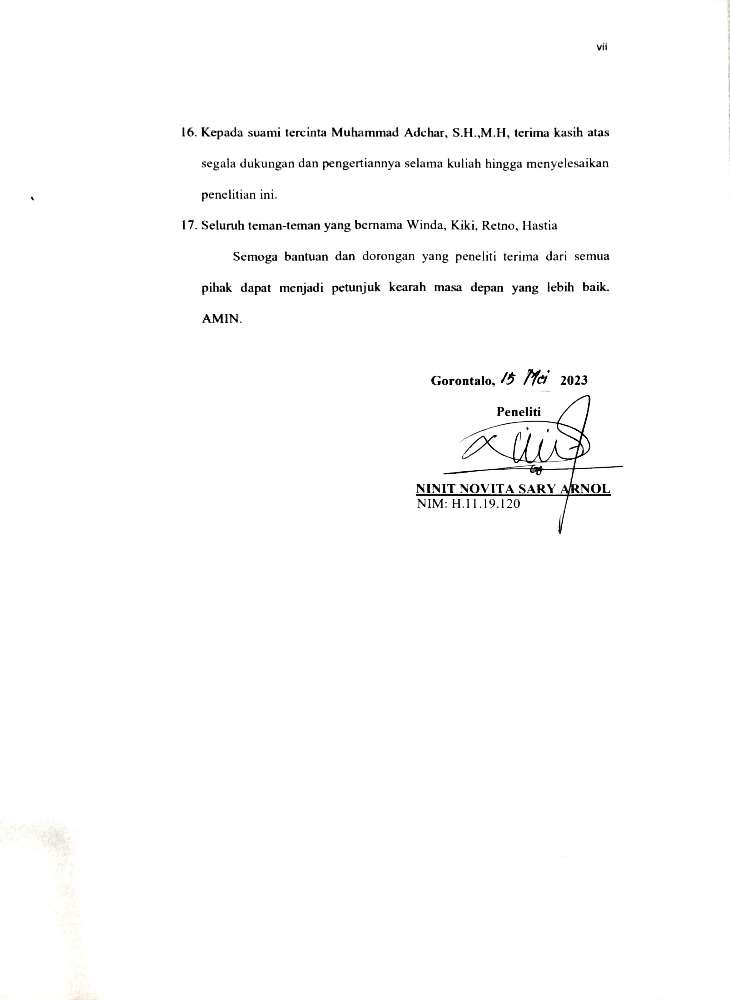 vii
16. Kepada suami tercinta Muhammad Adchar, S.H.,M.H, terima kasih atas
segala dukungan dan pengertiannya selama kuliah hingga menyelesaikan
penelitian ini.
17. Seluruh teman-teman yang bernama Winda, Kiki, Retno, Hastia
Semoga bantuan dan dorongan yang peneliti terima dari semua
pihak dapat menjadi petunjuk kearah masa depan yang lebih baik.
AMIN.
Gorontalo, 15 Mei 2023
Peneliti
NINIT NOVITA SARY ARNOL
NIM: H.11.19.120